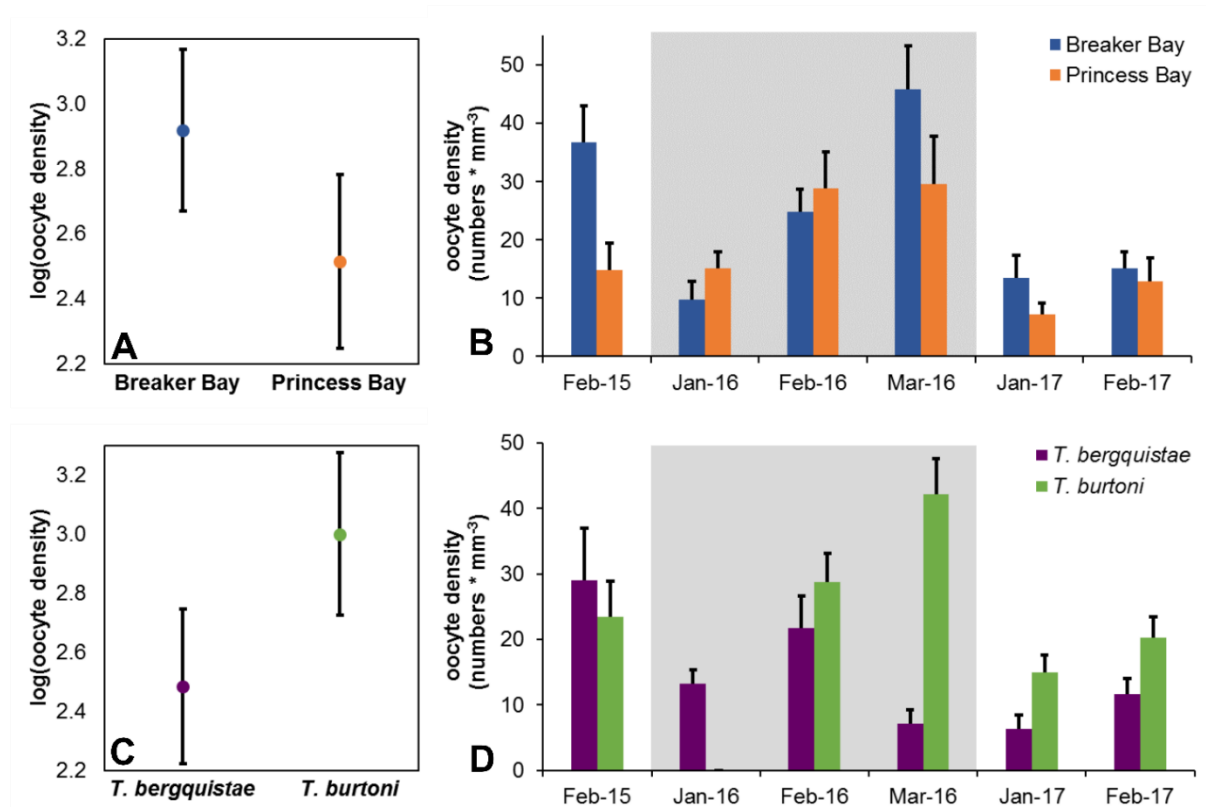 3.2
3.0
2.8
2.6
2.4
2.2
log(oocyte density)
A
Breaker Bay
Princess Bay
50
40
30
20
10
0
oocyte density
(numbers * mm-3)
B
Breaker Bay
Princess Bay
Feb-15
Jan-16
Feb-16
Mar-16
Jan-17
Feb-17
3.2
3.0
2.8
2.6
2.4
2.2
log(oocyte density)
C
T. bergquistae
T. burtoni
50
40
30
20
10
0
oocyte density
(numbers * mm-3)
D
T. bergquistae
T. burtoni
Feb-15
Jan-16
Feb-16
Mar-16
Jan-17
Feb-17